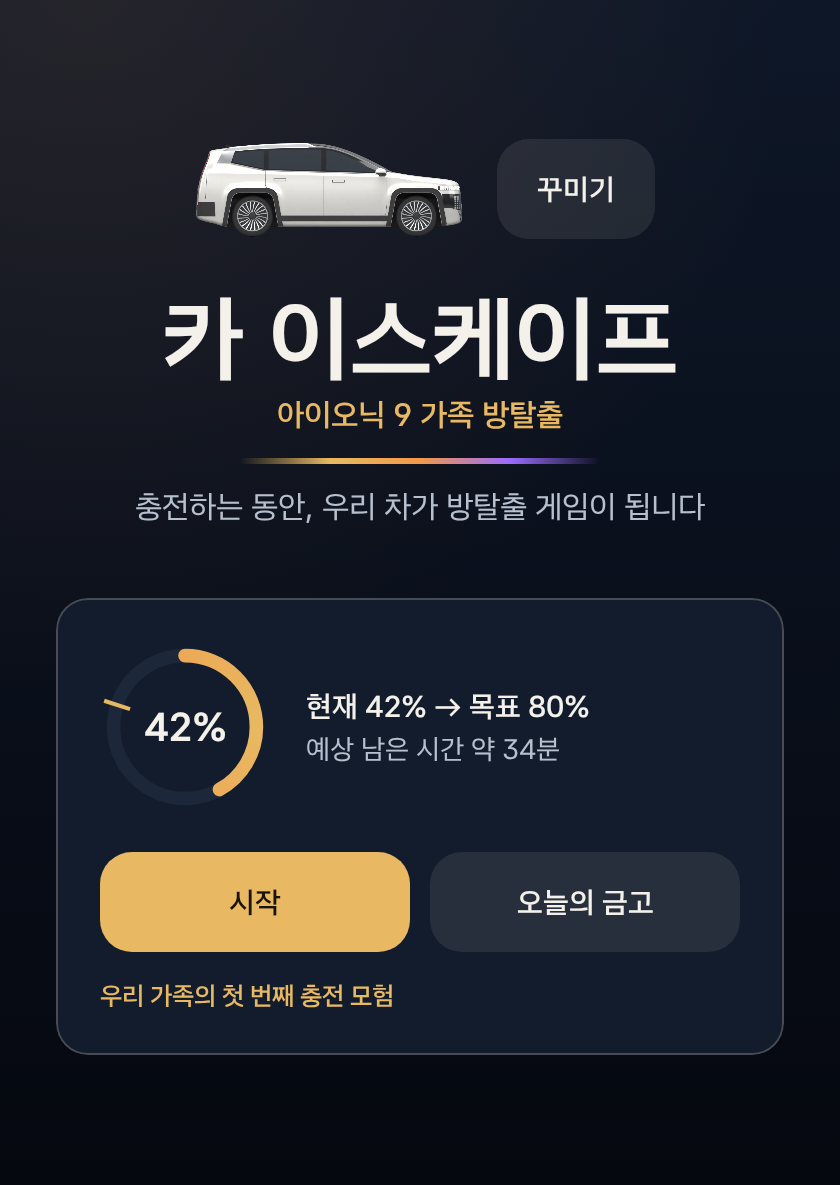 꾸미기
카 이스케이프
아이오닉 9 가족 방탈출
충전하는 동안, 우리 차가 방탈출 게임이 됩니다
42%
현재 42% → 목표 80%
예상 남은 시간 약 34분
시작
오늘의 금고
우리 가족의 첫 번째 충전 모험